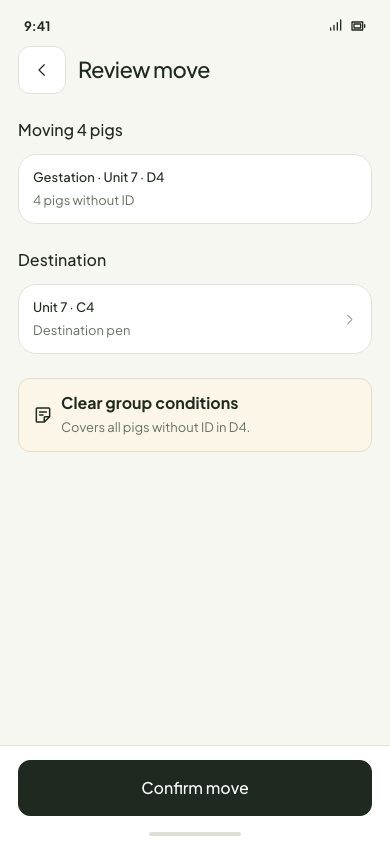 9:41
Review move
Moving 4 pigs
Gestation · Unit 7 · D4
4 pigs without ID
Destination
Unit 7 · C4
Destination pen
Clear group conditions
Covers all pigs without ID in D4.
Confirm move